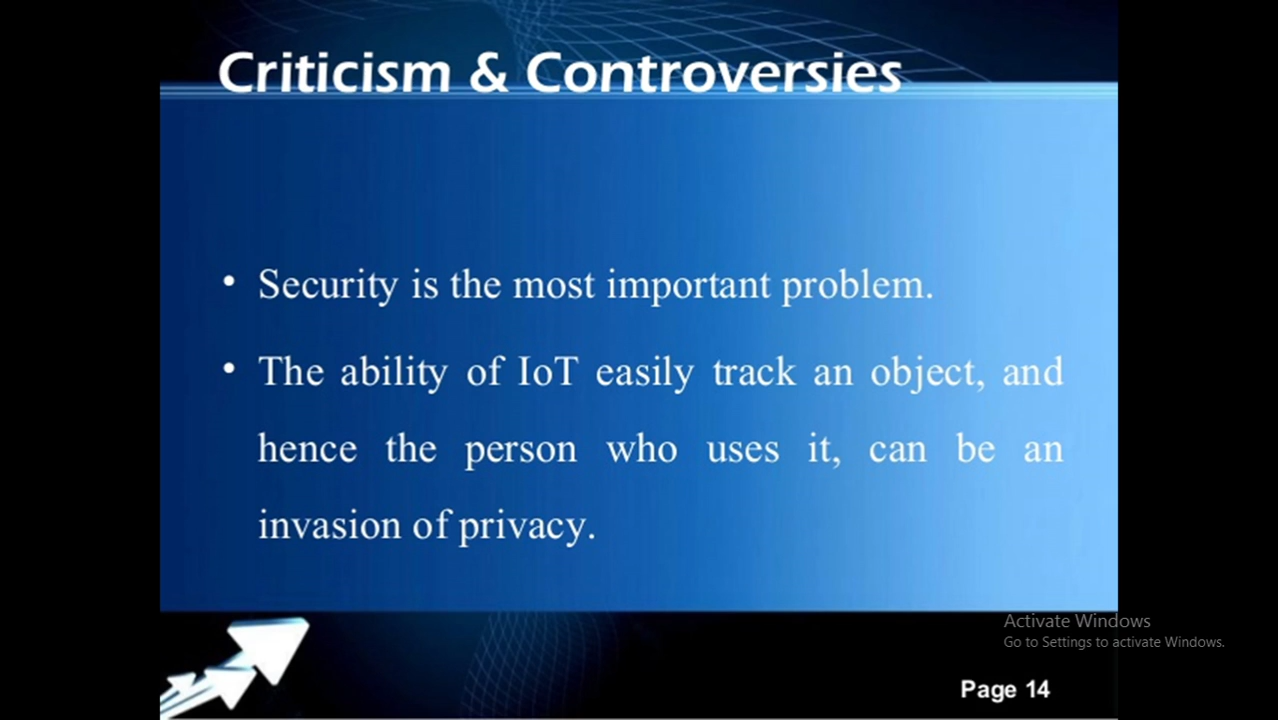 Criticism & Controversies
• Security is the most important problem.
• The ability of IoT easily track an object, and
hence the person who uses it, can be an
invasion of privacy.
Activate Windows
Go to Settings to activate Windows.
Page 14